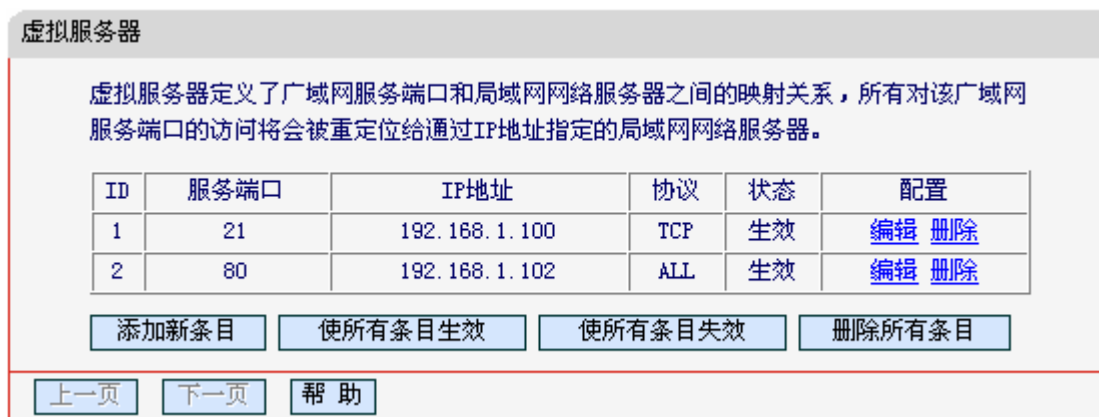 虚拟服务器
虚拟服务器定义了广域网服务端口和局域网网络服务器之间的映射关系，所有对该广域网
服务端口的访问将会被重定位给通过IP地址指定的局域网网络服务器。
ID 服务端口 IP地址 协议 状态 配置
1 21 192.168.1.100 TCP 生效 编辑 删除
2 80 192.168.1.102 ALL 生效 编辑 删除
添加新条目 使所有条目生效 使所有条目失效 删除所有条目
上一页 下一页 帮 助